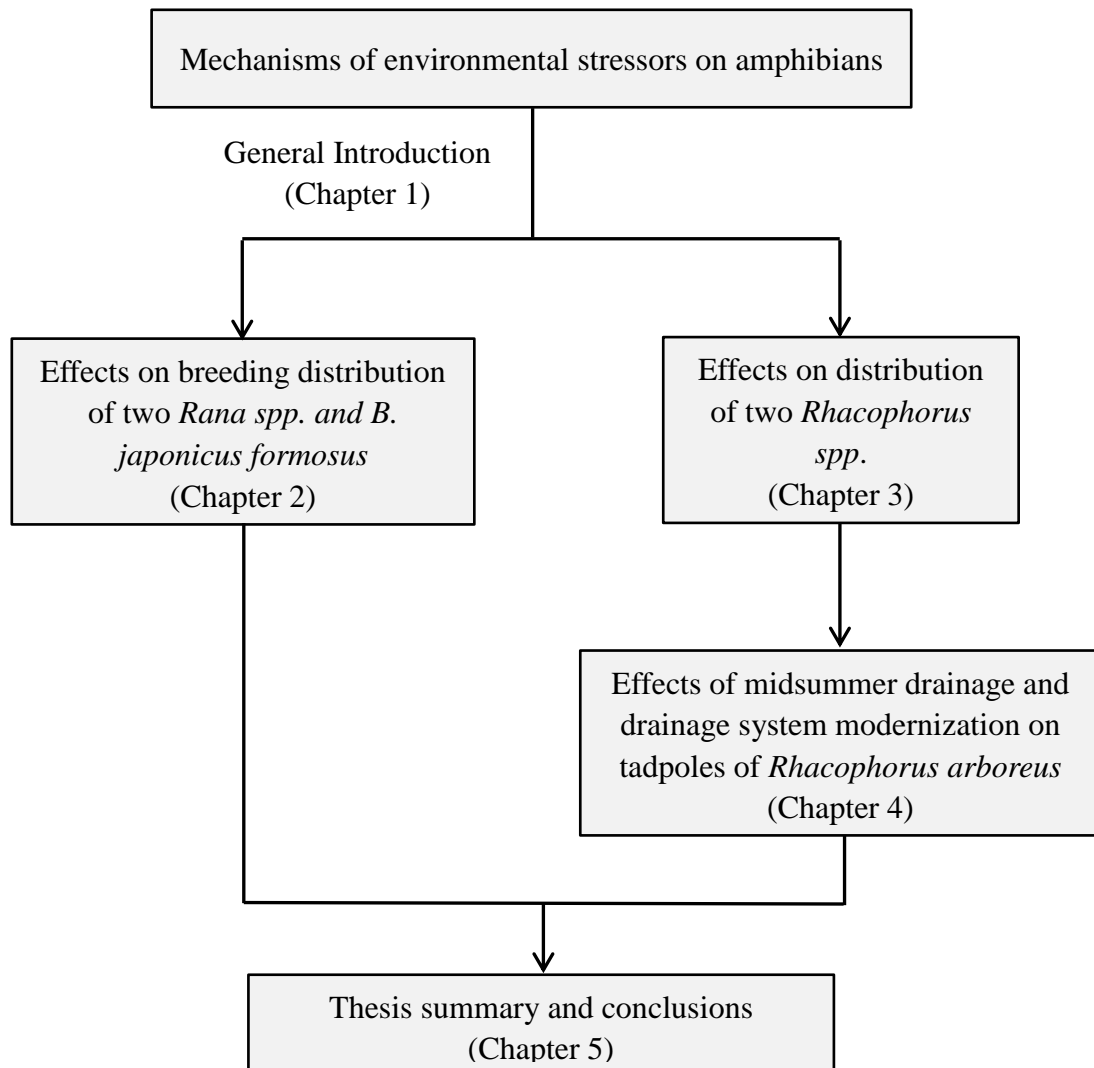 Mechanisms of environmental stressors on amphibians
General Introduction
(Chapter 1)
Effects on breeding distribution
of two Rana spp. and B.
japonicus formosus
(Chapter 2)
Effects on distribution
of two Rhacophorus
spp.
(Chapter 3)
Effects of midsummer drainage and
drainage system modernization on
tadpoles of Rhacophorus arboreus
(Chapter 4)
Thesis summary and conclusions
(Chapter 5)